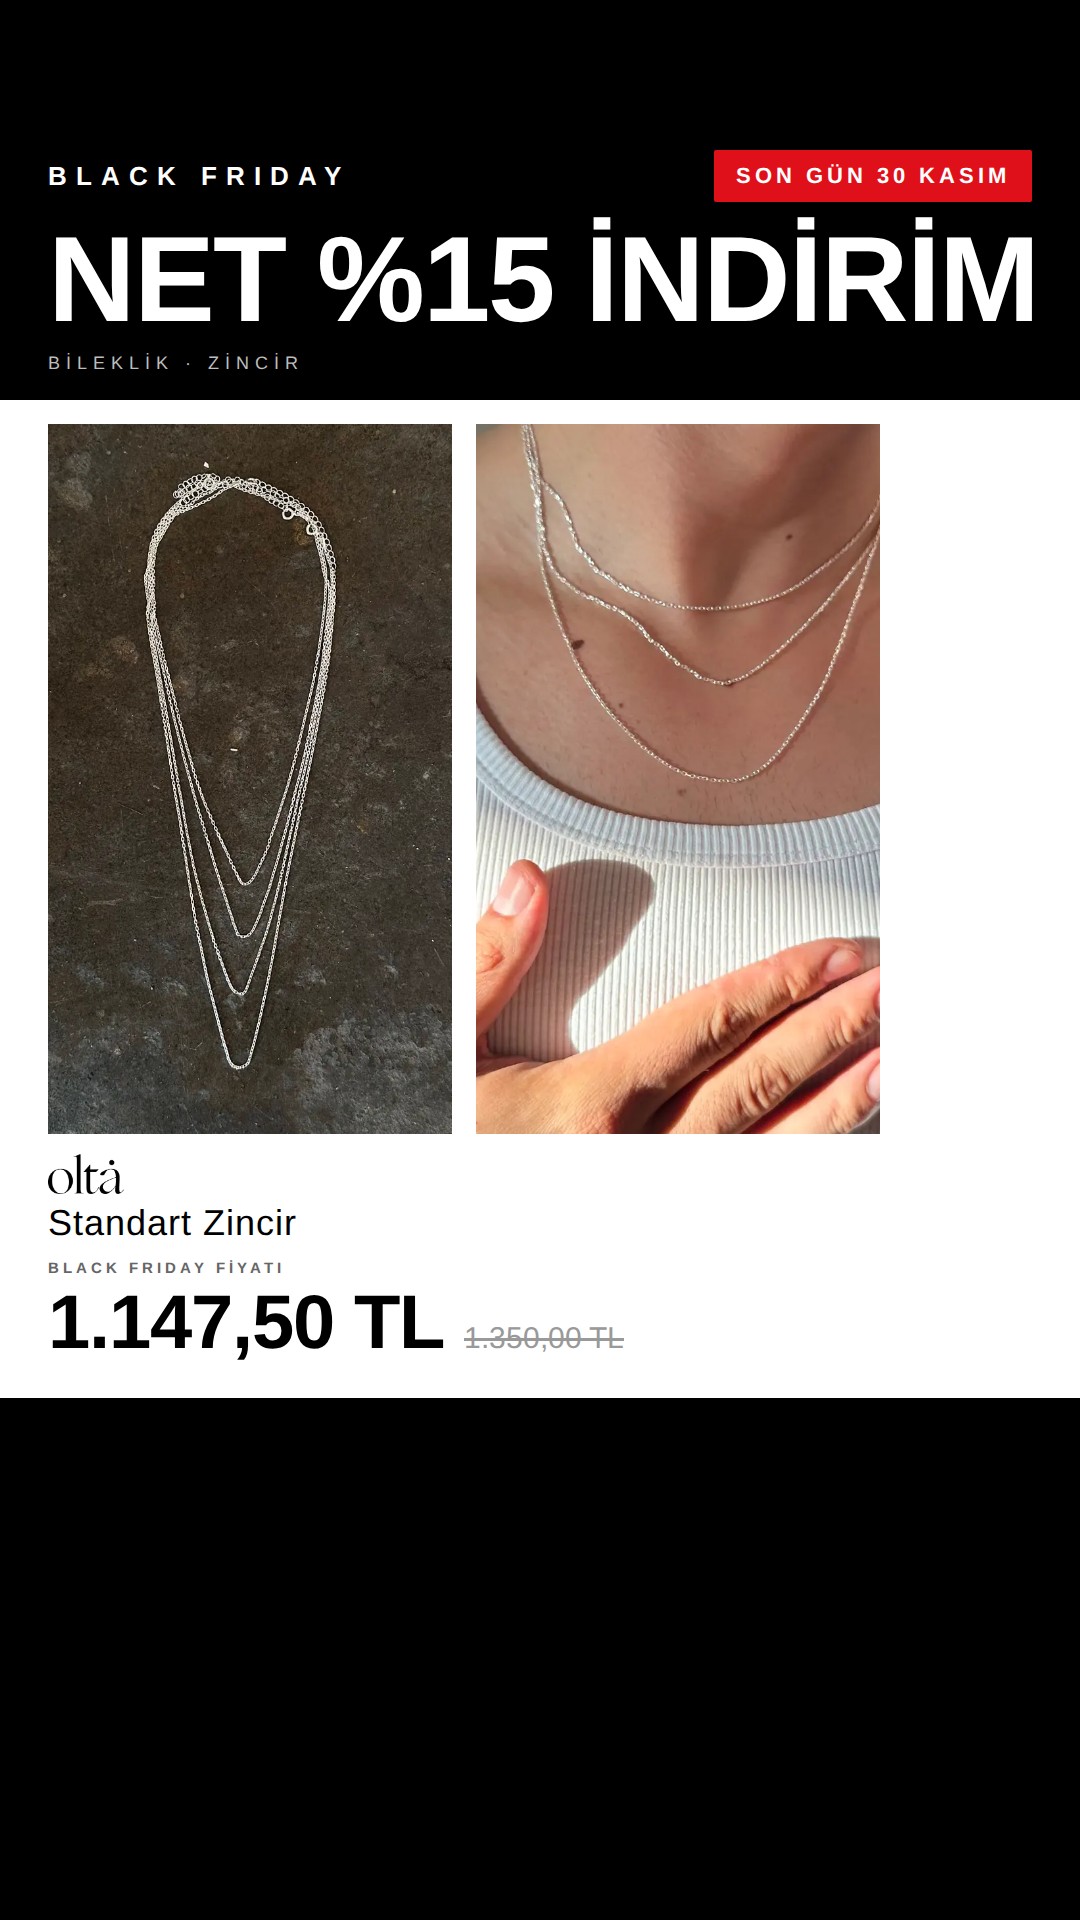 BLACK FRIDAY
SON GÜN 30 KASIM
NET %15 İNDİRİM
BİLEKLİK · ZİNCİR
oltȧ
Standart Zincir
BLACK FRIDAY FİYATI
1.147,50 TL 1.350,00 TL